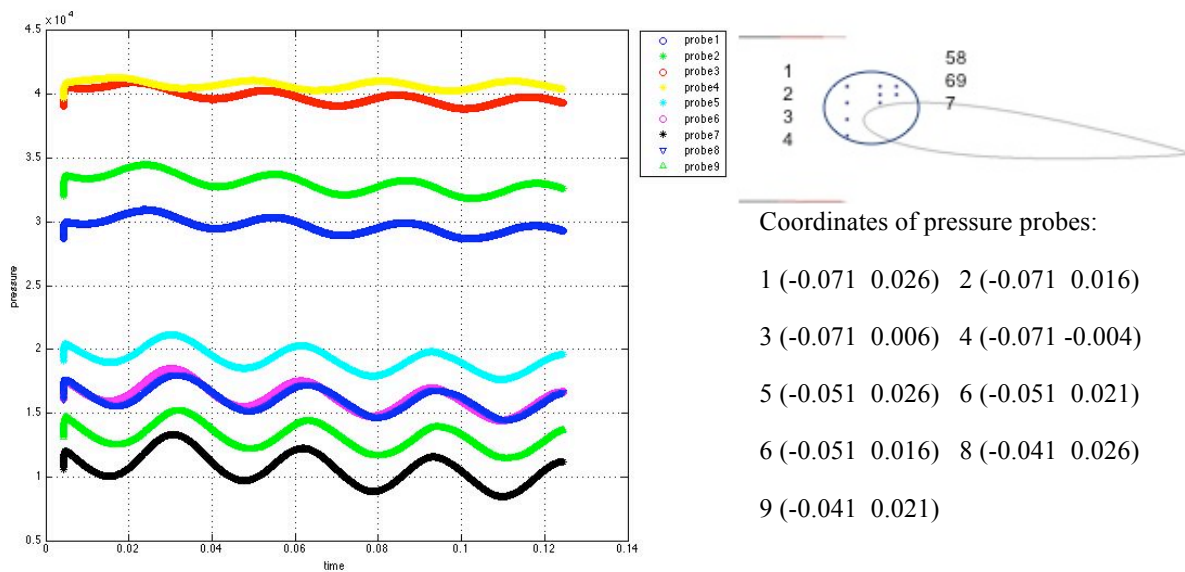 x 10⁴
4.5
4
3.5
3
2.5
2
1.5
1
0.5
pressure
0
0.02
0.04
0.06
0.08
0.1
0.12
0.14
time
probe1
probe2
probe3
probe4
probe5
probe6
probe7
probe8
probe9
1
2
3
4
58
69
7
Coordinates of pressure probes:
1 (-0.071 0.026) 2 (-0.071 0.016)
3 (-0.071 0.006) 4 (-0.071 -0.004)
5 (-0.051 0.026) 6 (-0.051 0.021)
6 (-0.051 0.016) 8 (-0.041 0.026)
9 (-0.041 0.021)